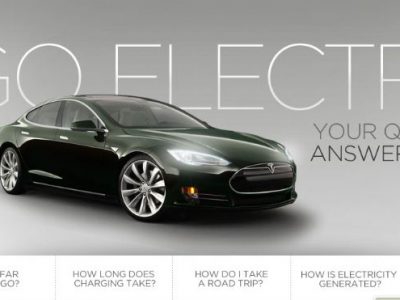 GO ELECTR
YOUR Q
ANSWER
FAR
GO?
HOW LONG DOES
CHARGING TAKE?
HOW DO I TAKE
A ROAD TRIP?
HOW IS ELECTRICITY
GENERATED?